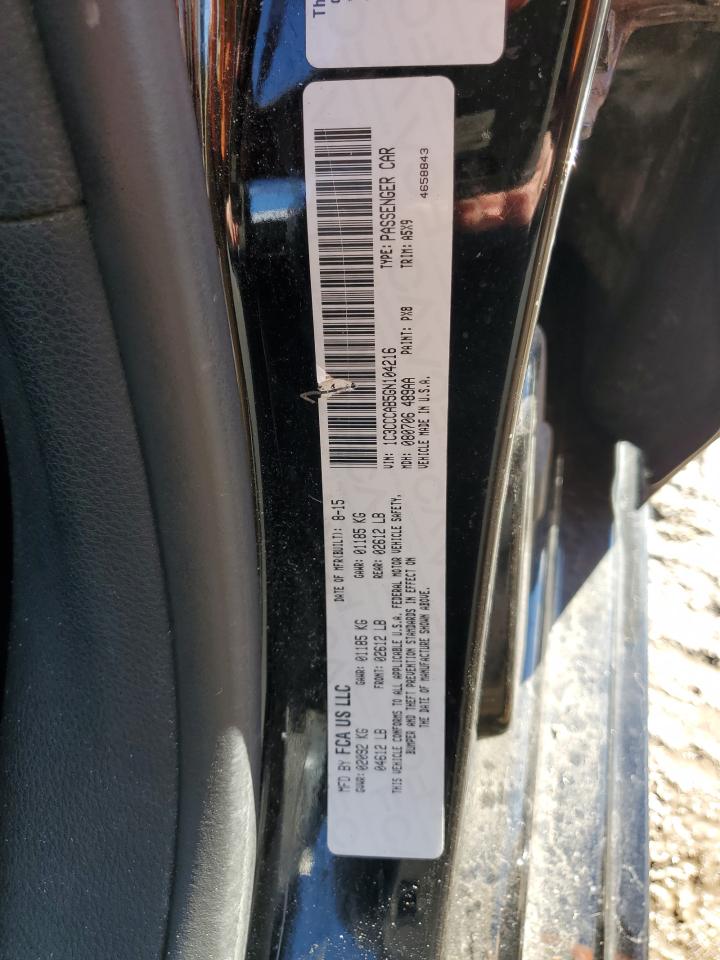 Th
MFD BY FCA US LLC
DATE OF MFR(BUILT): 8-15
GVWR: 02092 KG
GAWR: 01185 KG
GAWR: 01185 KG
04612 LB
FRONT: 02612 LB
REAR: 02612 LB
THIS VEHICLE CONFORMS TO ALL APPLICABLE U.S.A. FEDERAL MOTOR VEHICLE SAFETY,
BUMPER AND THEFT PREVENTION STANDARDS IN EFFECT ON
THE DATE OF MANUFACTURE SHOWN ABOVE.
VIN: 1C3CCCAB5GN104216
TYPE: PASSENGER CAR
MDH: 080706 489AA
PAINT: PX8
TRIM: A5X9
VEHICLE MADE IN U.S.A.
4658843